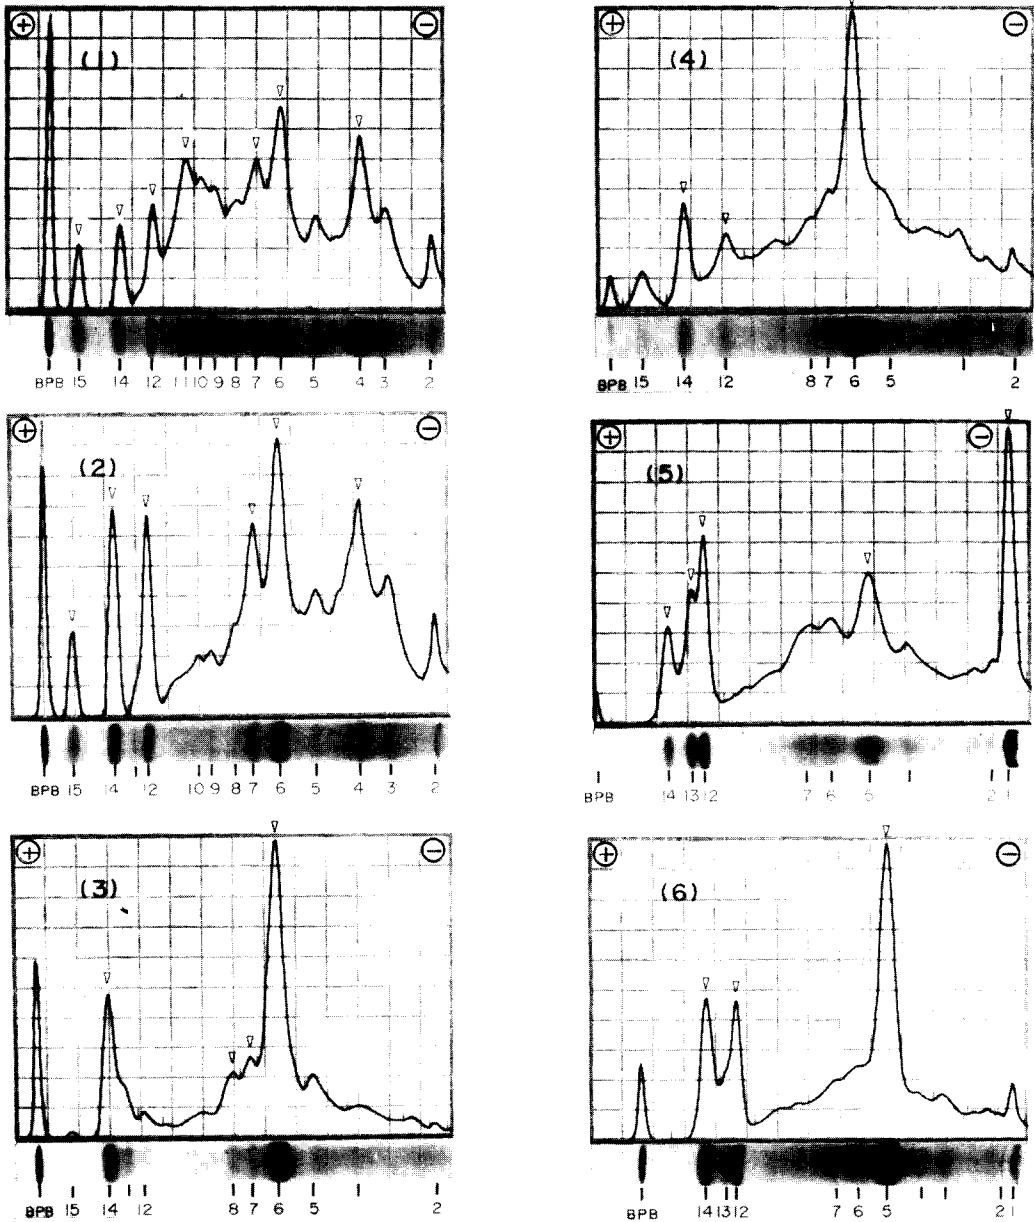 + −
(1)
BPB 15 14 12 11 10 9 8 7 6 5 4 3 2
+ −
(2)
BPB 15 14 12 10 9 8 7 6 5 4 3 2
+ −
(3)
BPB 15 14 12 8 7 6 5 2
+ −
(4)
BPB 15 14 12 8 7 6 5 2
+ −
(5)
BPB 14 13 12 7 6 5 2 1
+ −
(6)
BPB 14 13 12 7 6 5 2 1